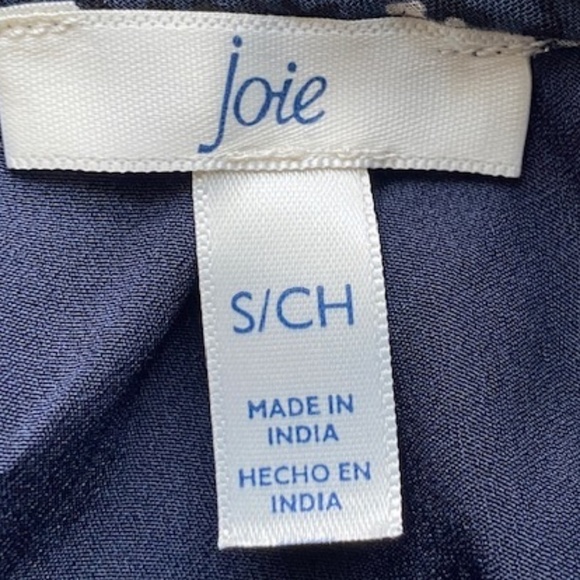 joie
S/CH
MADE IN
INDIA
HECHO EN
INDIA